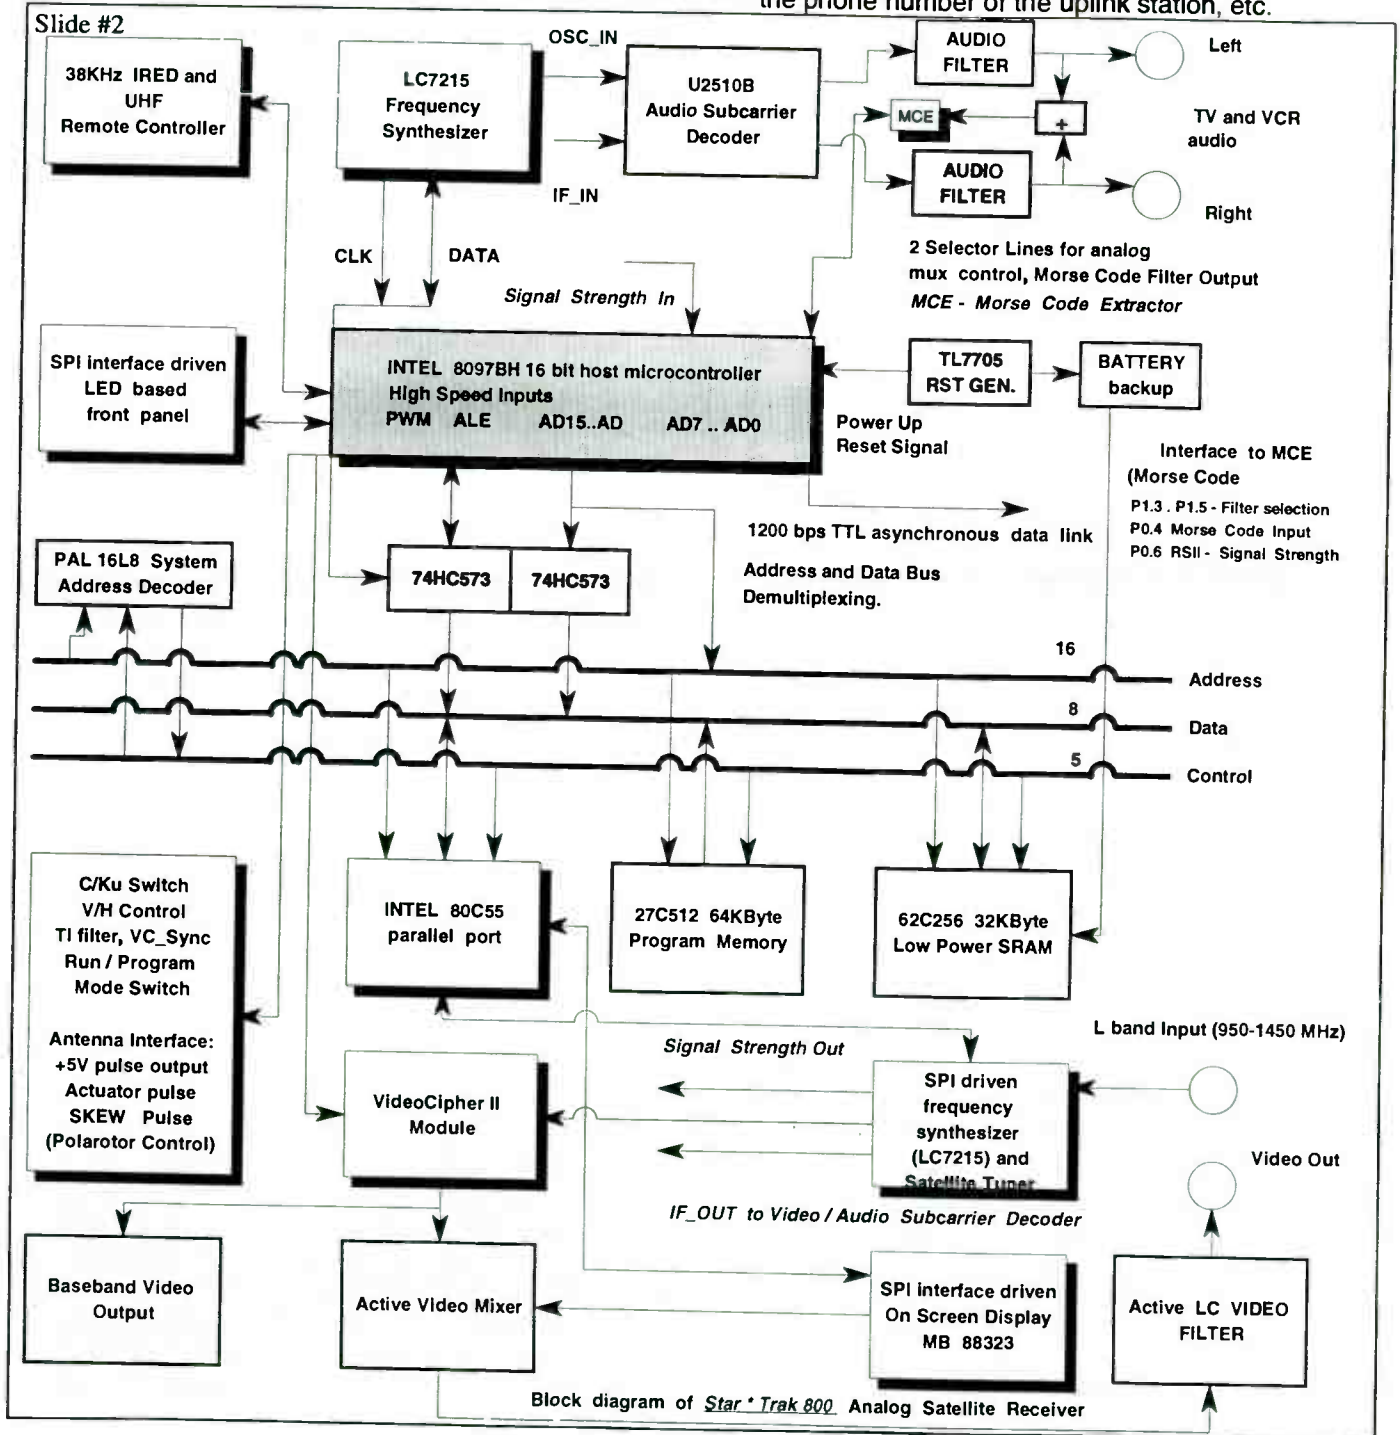 the phone number of the uplink station, etc.
Slide #2
38KHz IRED and
UHF
Remote Controller
LC7215
Frequency
Synthesizer
OSC_IN
IF_IN
U2510B
Audio Subcarrier
Decoder
AUDIO
FILTER
Left
MCE
+
TV and VCR
audio
AUDIO
FILTER
Right
CLK
DATA
Signal Strength In
2 Selector Lines for analog
mux control, Morse Code Filter Output
MCE - Morse Code Extractor
SPI interface driven
LED based
front panel
INTEL 8097BH 16 bit host microcontroller
High Speed Inputs
PWM ALE AD15..AD AD7 .. AD0
TL7705
RST GEN.
BATTERY
backup
Power Up
Reset Signal
Interface to MCE
(Morse Code
P1.3 . P1.5 - Filter selection
P0.4 Morse Code Input
P0.6 RSII - Signal Strength
1200 bps TTL asynchronous data link
PAL 16L8 System
Address Decoder
74HC573
74HC573
Address and Data Bus
Demultiplexing.
16
Address
8
Data
5
Control
C/Ku Switch
V/H Control
TI filter, VC_Sync
Run / Program
Mode Switch
Antenna Interface:
+5V pulse output
Actuator pulse
SKEW Pulse
(Polarotor Control)
INTEL 80C55
parallel port
27C512 64KByte
Program Memory
62C256 32KByte
Low Power SRAM
Signal Strength Out
L band Input (950-1450 MHz)
VideoCipher II
Module
SPI driven
frequency
synthesizer
(LC7215) and
Satellite Tuner
Video Out
IF_OUT to Video / Audio Subcarrier Decoder
Baseband Video
Output
Active Video Mixer
SPI interface driven
On Screen Display
MB 88323
Active LC VIDEO
FILTER
Block diagram of Star * Trak 800 Analog Satellite Receiver